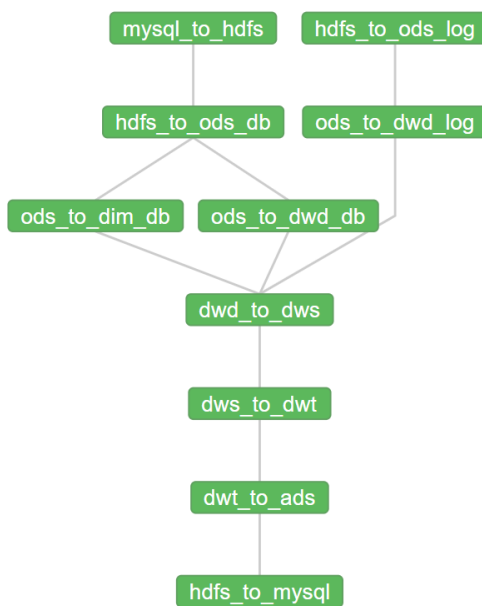 mysql_to_hdfs
hdfs_to_ods_log
hdfs_to_ods_db
ods_to_dwd_log
ods_to_dim_db
ods_to_dwd_db
dwd_to_dws
dws_to_dwt
dwt_to_ads
hdfs_to_mysql